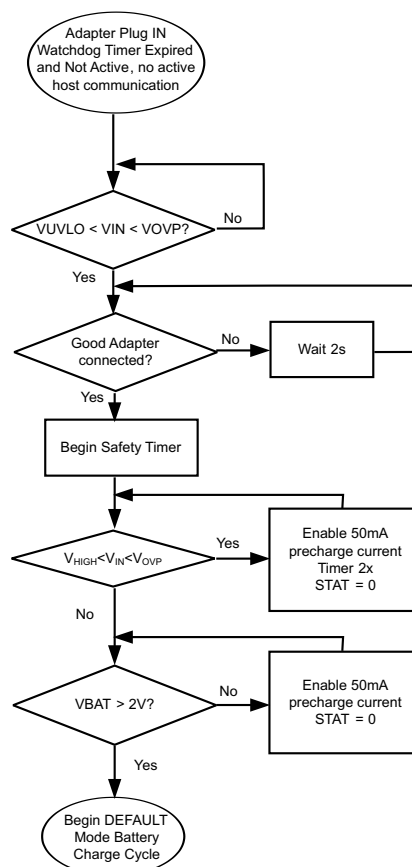 Adapter Plug IN
Watchdog Timer Expired
and Not Active, no active
host communication
VUVLO < VIN < VOVP?
No
Yes
Good Adapter
connected?
No
Wait 2s
Yes
Begin Safety Timer
VHIGH<VIN<VOVP
Yes
Enable 50mA
precharge current
Timer 2x
STAT = 0
No
VBAT > 2V?
No
Enable 50mA
precharge current
STAT = 0
Yes
Begin DEFAULT
Mode Battery
Charge Cycle